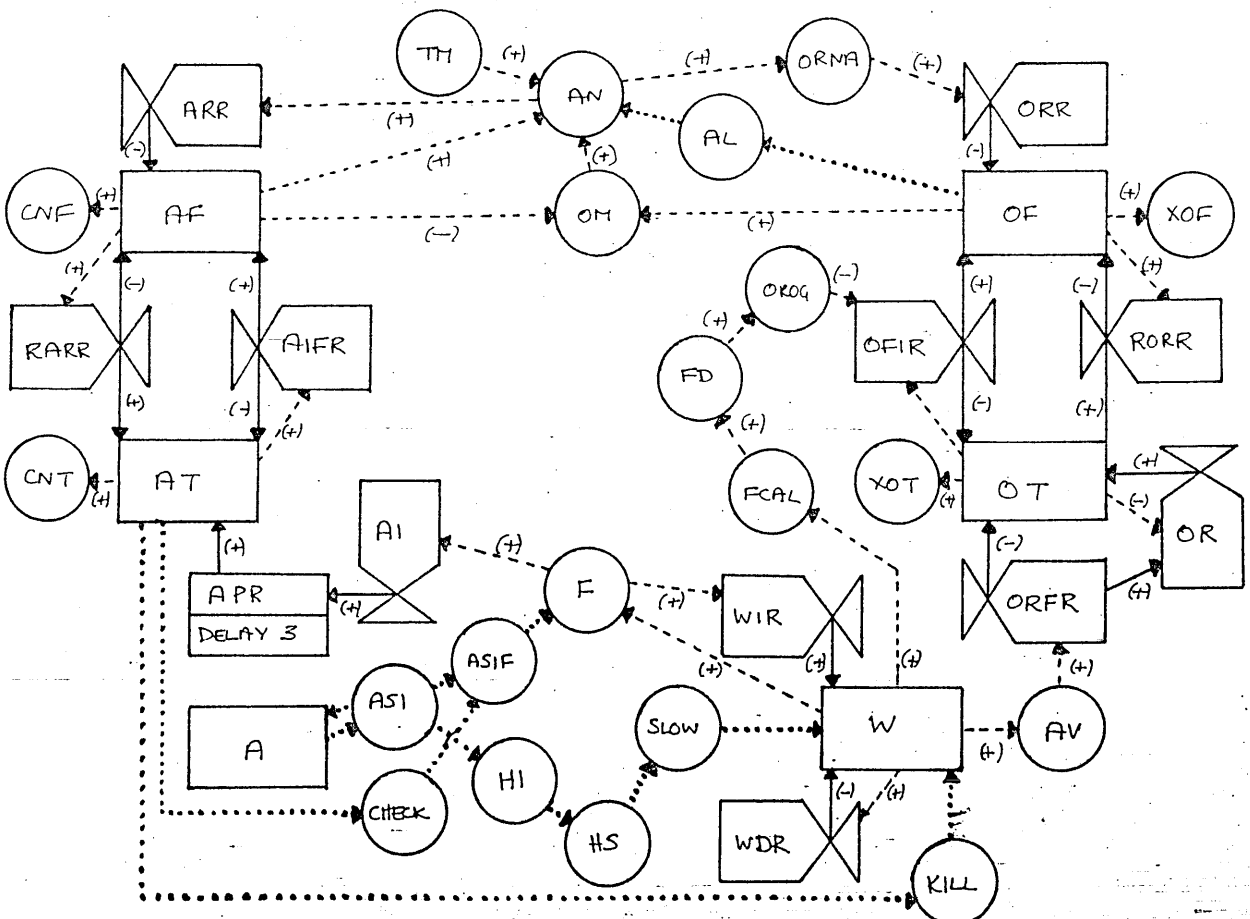 TM
(+)
AN
(+)
ORNA
(+)
ARR
(+)
ORR
AL
(-)
(+)
(+)
(-)
CNF
(+)
AF
(-)
OM
(+)
OF
(+)
XOF
(+)
(-)
(+)
(+)
(-)
(+)
OROG
(-)
RARR
AIFR
(+)
FD
OFIR
RORR
(+)
(-)
(+)
(+)
(-)
(+)
CNT
(+)
AT
FCAL
XOT
(+)
OT
(+)
(-)
OR
AI
(+)
(+)
F
(+)
(-)
APR
(+)
DELAY 3
WIR
ORFR
(+)
ASIF
(+)
(+)
(+)
(+)
ASI
A
SLOW
W
(+)
AV
HI
CHECK
HS
(-)
(+)
WDR
KILL